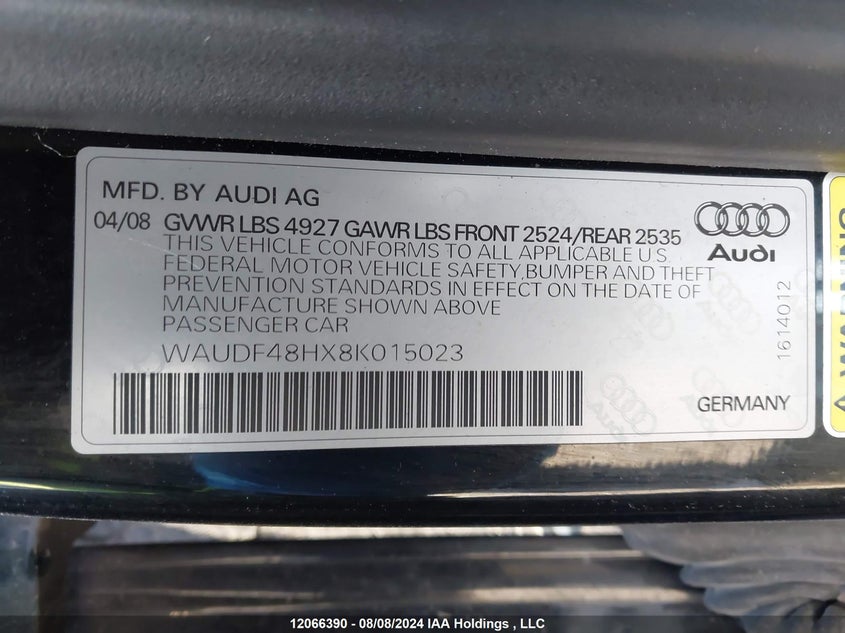 MFD. BY AUDI AG
04/08 GVWR LBS 4927 GAWR LBS FRONT 2524/REAR 2535
THIS VEHICLE CONFORMS TO ALL APPLICABLE U S
FEDERAL MOTOR VEHICLE SAFETY, BUMPER AND THEFT
PREVENTION STANDARDS IN EFFECT ON THE DATE OF
MANUFACTURE SHOWN ABOVE
PASSENGER CAR
WAUDF48HX8K015023
Audi
1614012
GERMANY
WARNING
12066390 - 08/08/2024 IAA Holdings , LLC